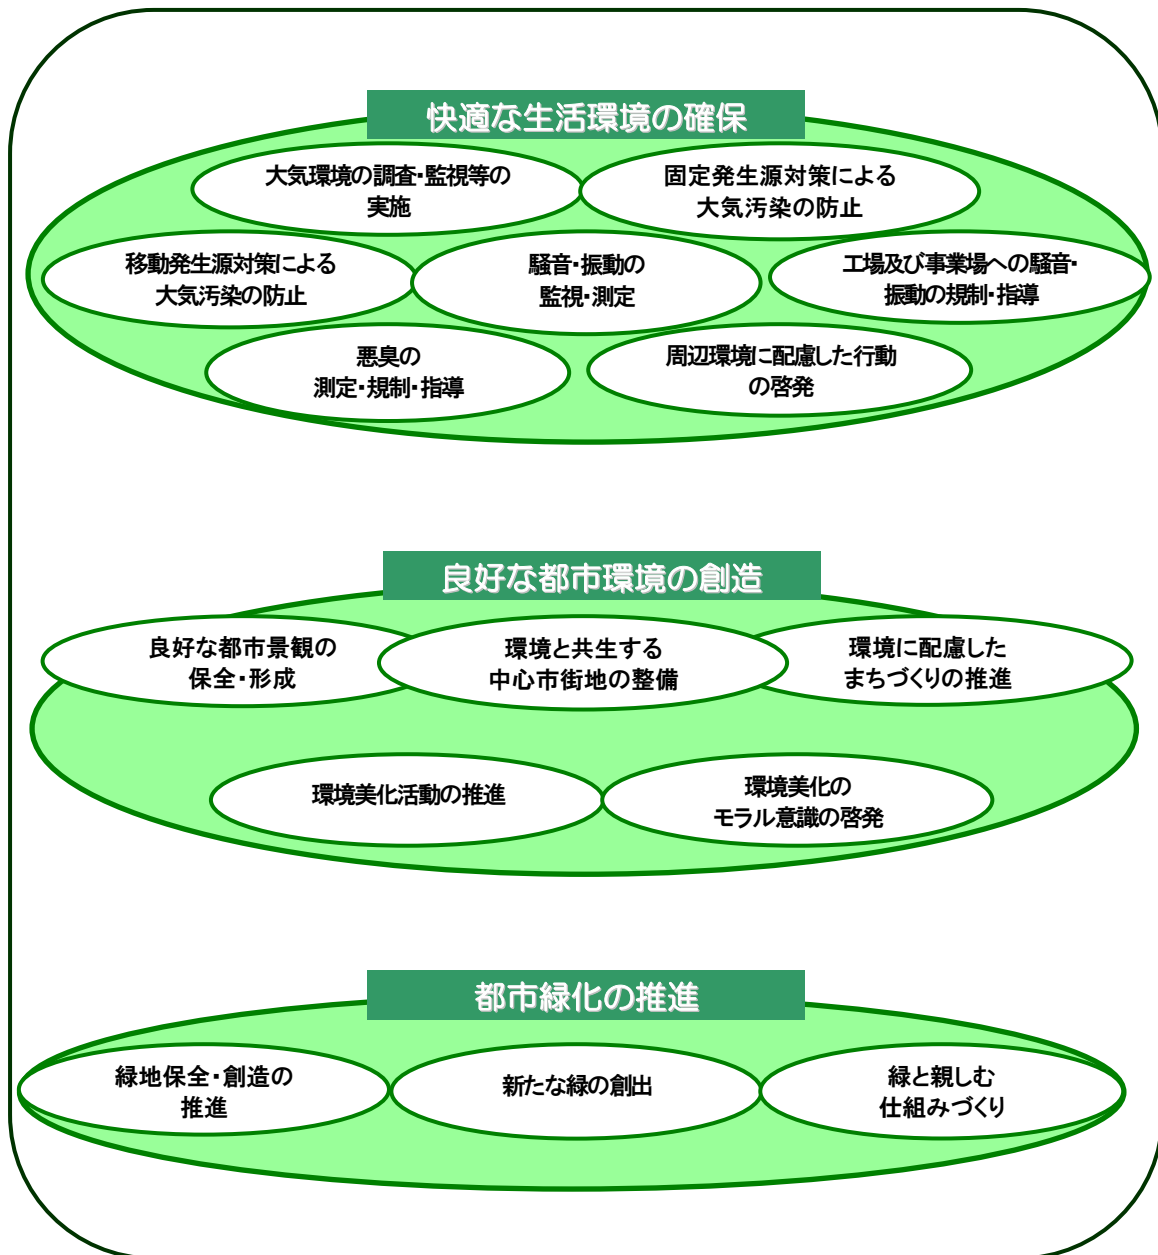 快適な生活環境の確保
大気環境の調査・監視等の
実施
固定発生源対策による
大気汚染の防止
移動発生源対策による
大気汚染の防止
騒音・振動の
監視・測定
工場及び事業場への騒音・
振動の規制・指導
悪臭の
測定・規制・指導
周辺環境に配慮した行動
の啓発
良好な都市環境の創造
良好な都市景観の
保全・形成
環境と共生する
中心市街地の整備
環境に配慮した
まちづくりの推進
環境美化活動の推進
環境美化の
モラル意識の啓発
都市緑化の推進
緑地保全・創造の
推進
新たな緑の創出
緑と親しむ
仕組みづくり